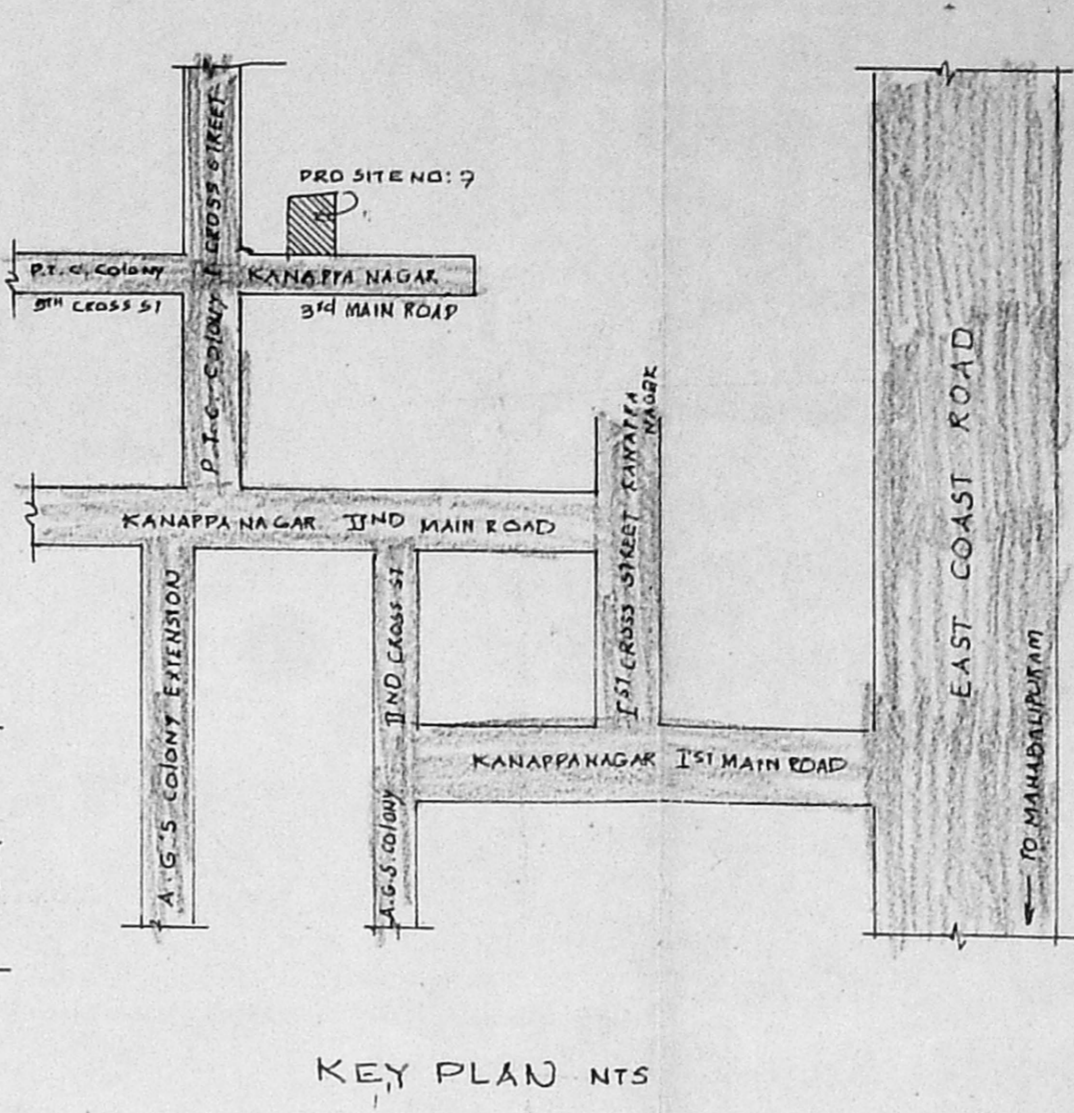 P.T.C. COLONY I CROSS STREET
PRO SITE NO: 7
P.T.C. COLONY
5TH CROSS ST
KANAPPA NAGAR
3rd MAIN ROAD
KANAPPA NAGAR IIND MAIN ROAD
IST CROSS STREET KANAPPA
NAGAR
A.G.'S COLONY EXTENSION
A.G.S. COLONY IIND CROSS ST
KANAPPA NAGAR IST MAIN ROAD
EAST COAST ROAD
TO MAHABALIPURAM
KEY PLAN NTS